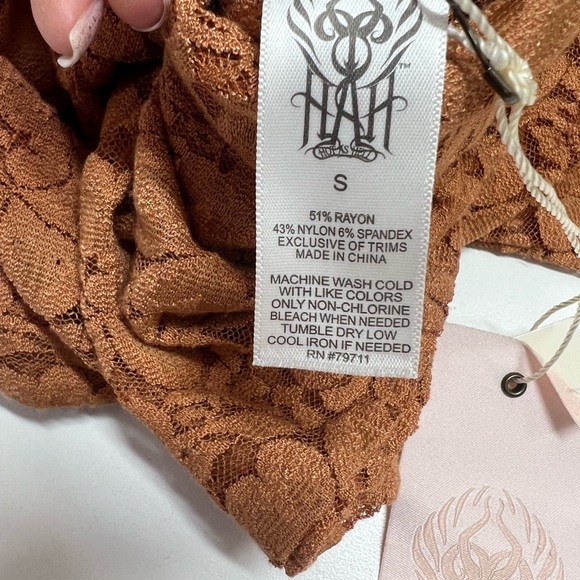 HAH
TM
S
51% RAYON
43% NYLON 6% SPANDEX
EXCLUSIVE OF TRIMS
MADE IN CHINA
MACHINE WASH COLD
WITH LIKE COLORS
ONLY NON-CHLORINE
BLEACH WHEN NEEDED
TUMBLE DRY LOW
COOL IRON IF NEEDED
RN #79711